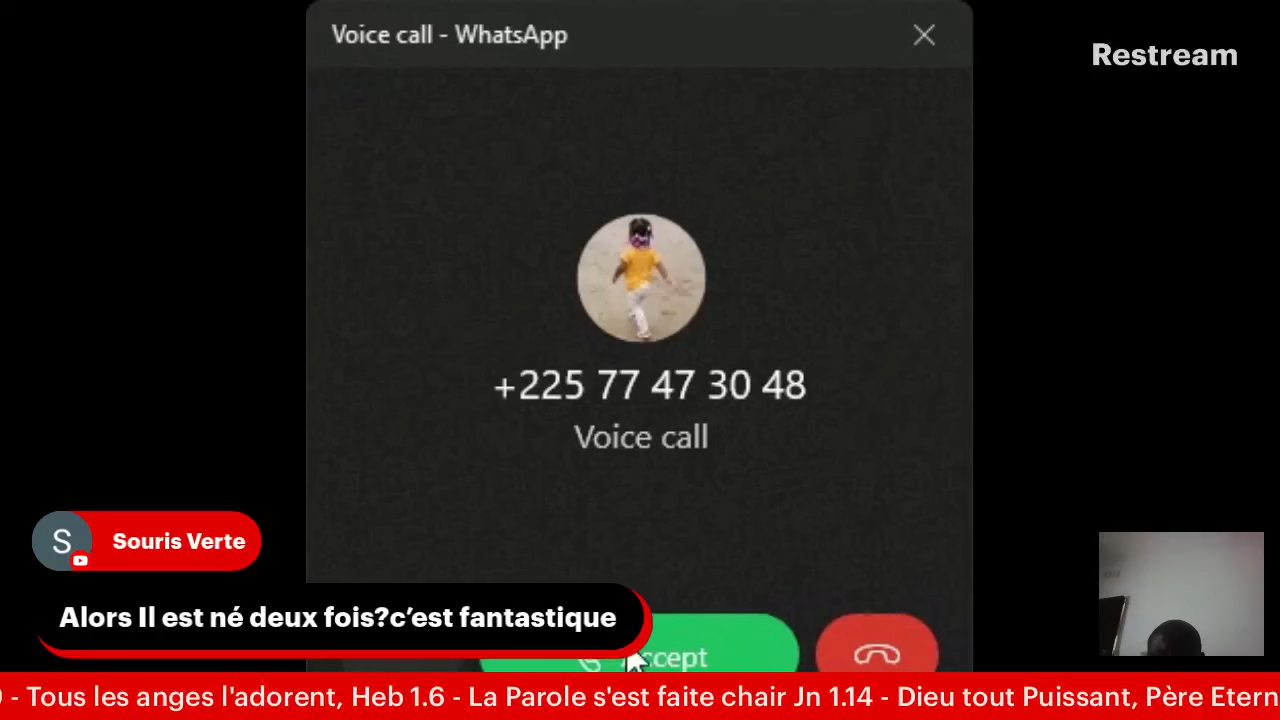 Voice call - WhatsApp
Restream
+225 77 47 30 48
Voice call
S
Souris Verte
Alors Il est né deux fois?c’est fantastique
- Tous les anges l'adorent, Heb 1.6 - La Parole s'est faite chair Jn 1.14 - Dieu tout Puissant, Père Etern